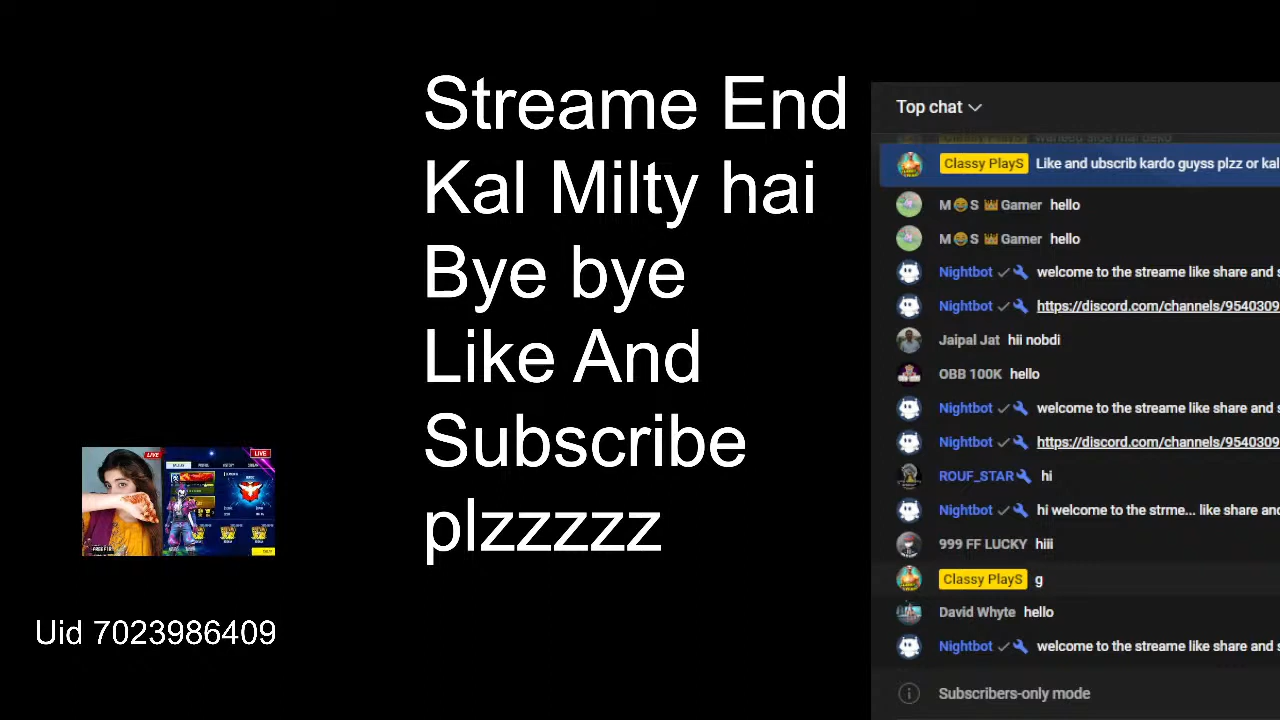 Streame End
Kal Milty hai
Bye bye
Like And
Subscribe
plzzzzz
LIVE
LIVE
Uid 7023986409
Top chat
Classy PlayS Like and ubscrib kardo guyss plzz or kal
M😂S 👑Gamer hello
M😂S 👑Gamer hello
Nightbot welcome to the streame like share and s
Nightbot https://discord.com/channels/9540309
Jaipal Jat hii nobdi
OBB 100K hello
Nightbot welcome to the streame like share and s
Nightbot https://discord.com/channels/9540309
ROUF_STAR hi
Nightbot hi welcome to the strme... like share and
999 FF LUCKY hiii
Classy PlayS g
David Whyte hello
Nightbot welcome to the streame like share and s
Subscribers-only mode